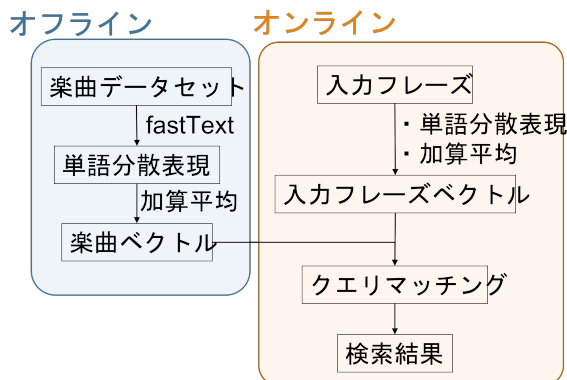 オフライン
楽曲データセット
fastText
単語分散表現
加算平均
楽曲ベクトル
オンライン
入力フレーズ
・単語分散表現
・加算平均
入力フレーズベクトル
クエリマッチング
検索結果